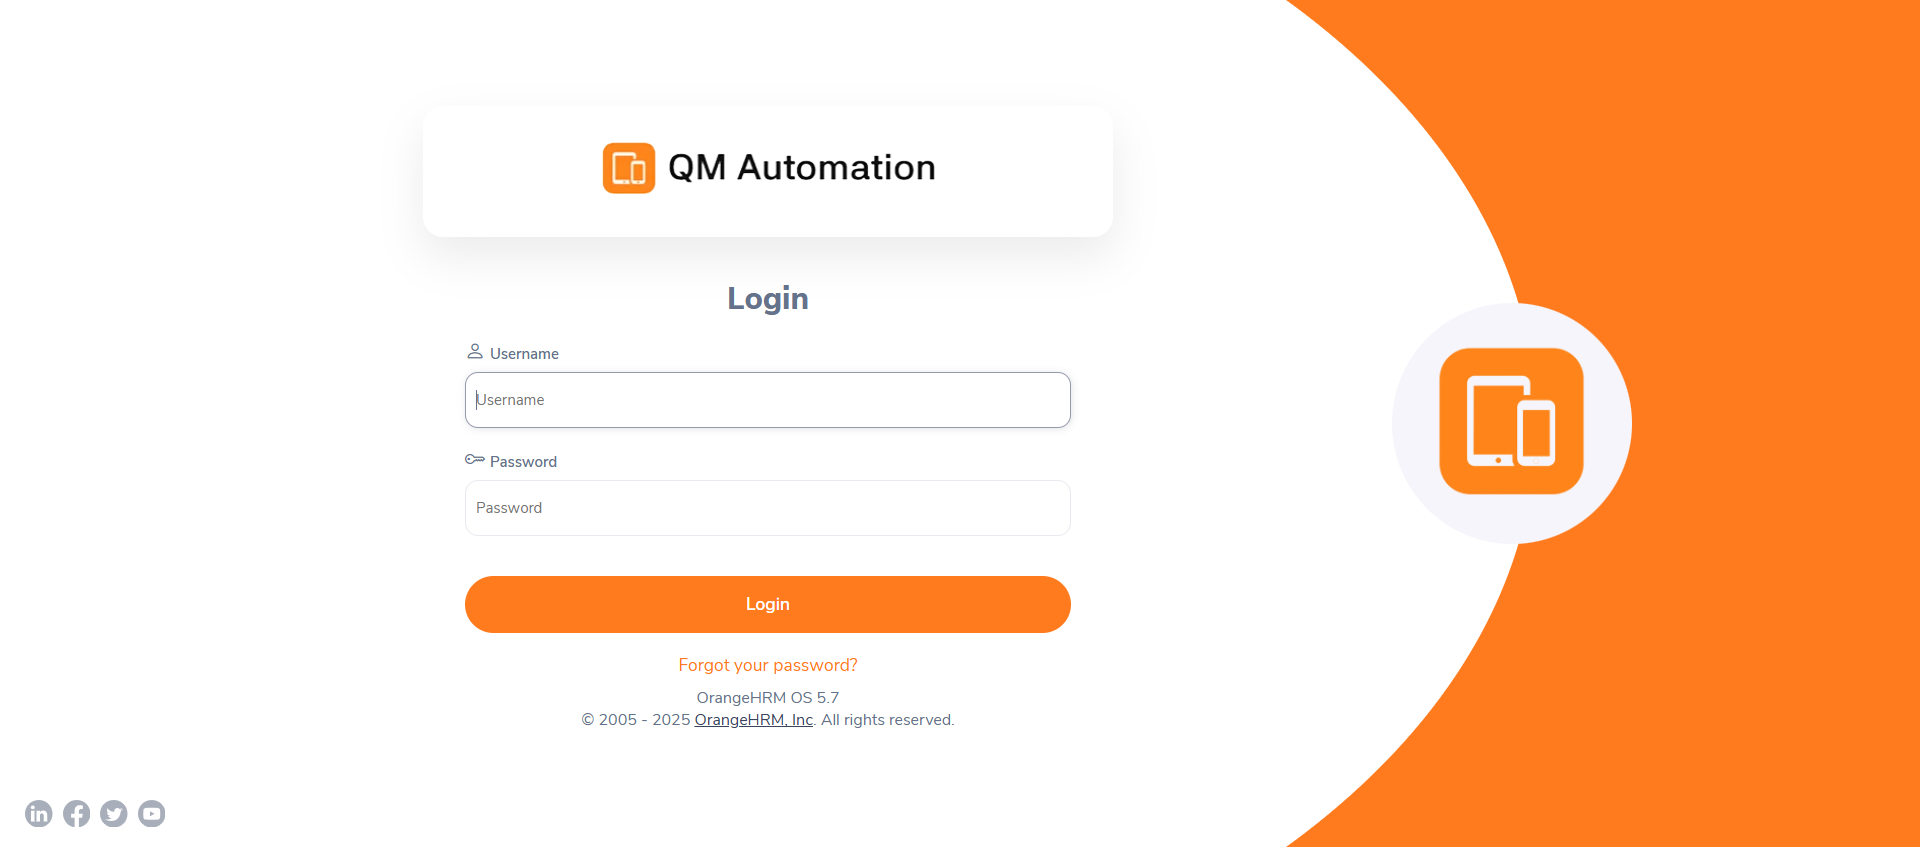 QM Automation
Login
Username
Username
Password
Password
Login
Forgot your password?
OrangeHRM OS 5.7
© 2005 - 2025 OrangeHRM, Inc. All rights reserved.